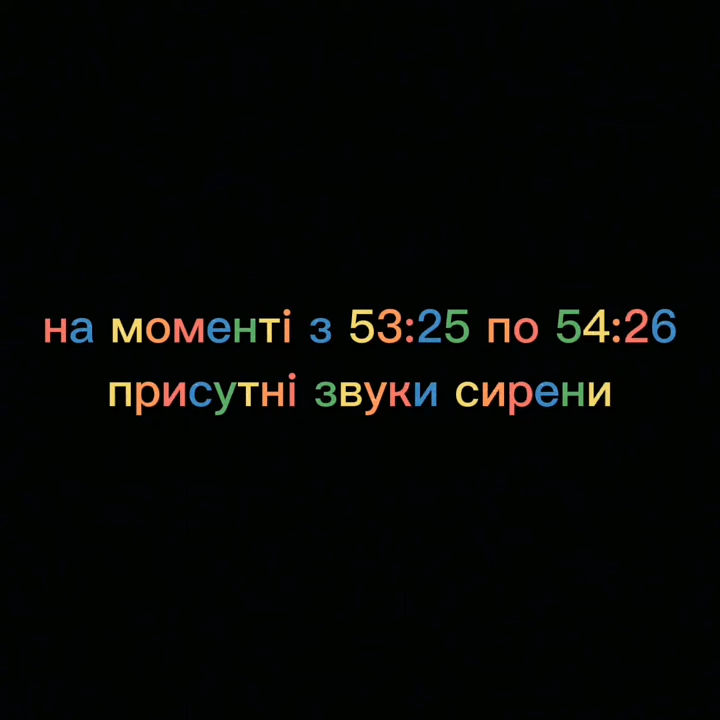 на моменті з 53:25 по 54:26
присутні звуки сирени